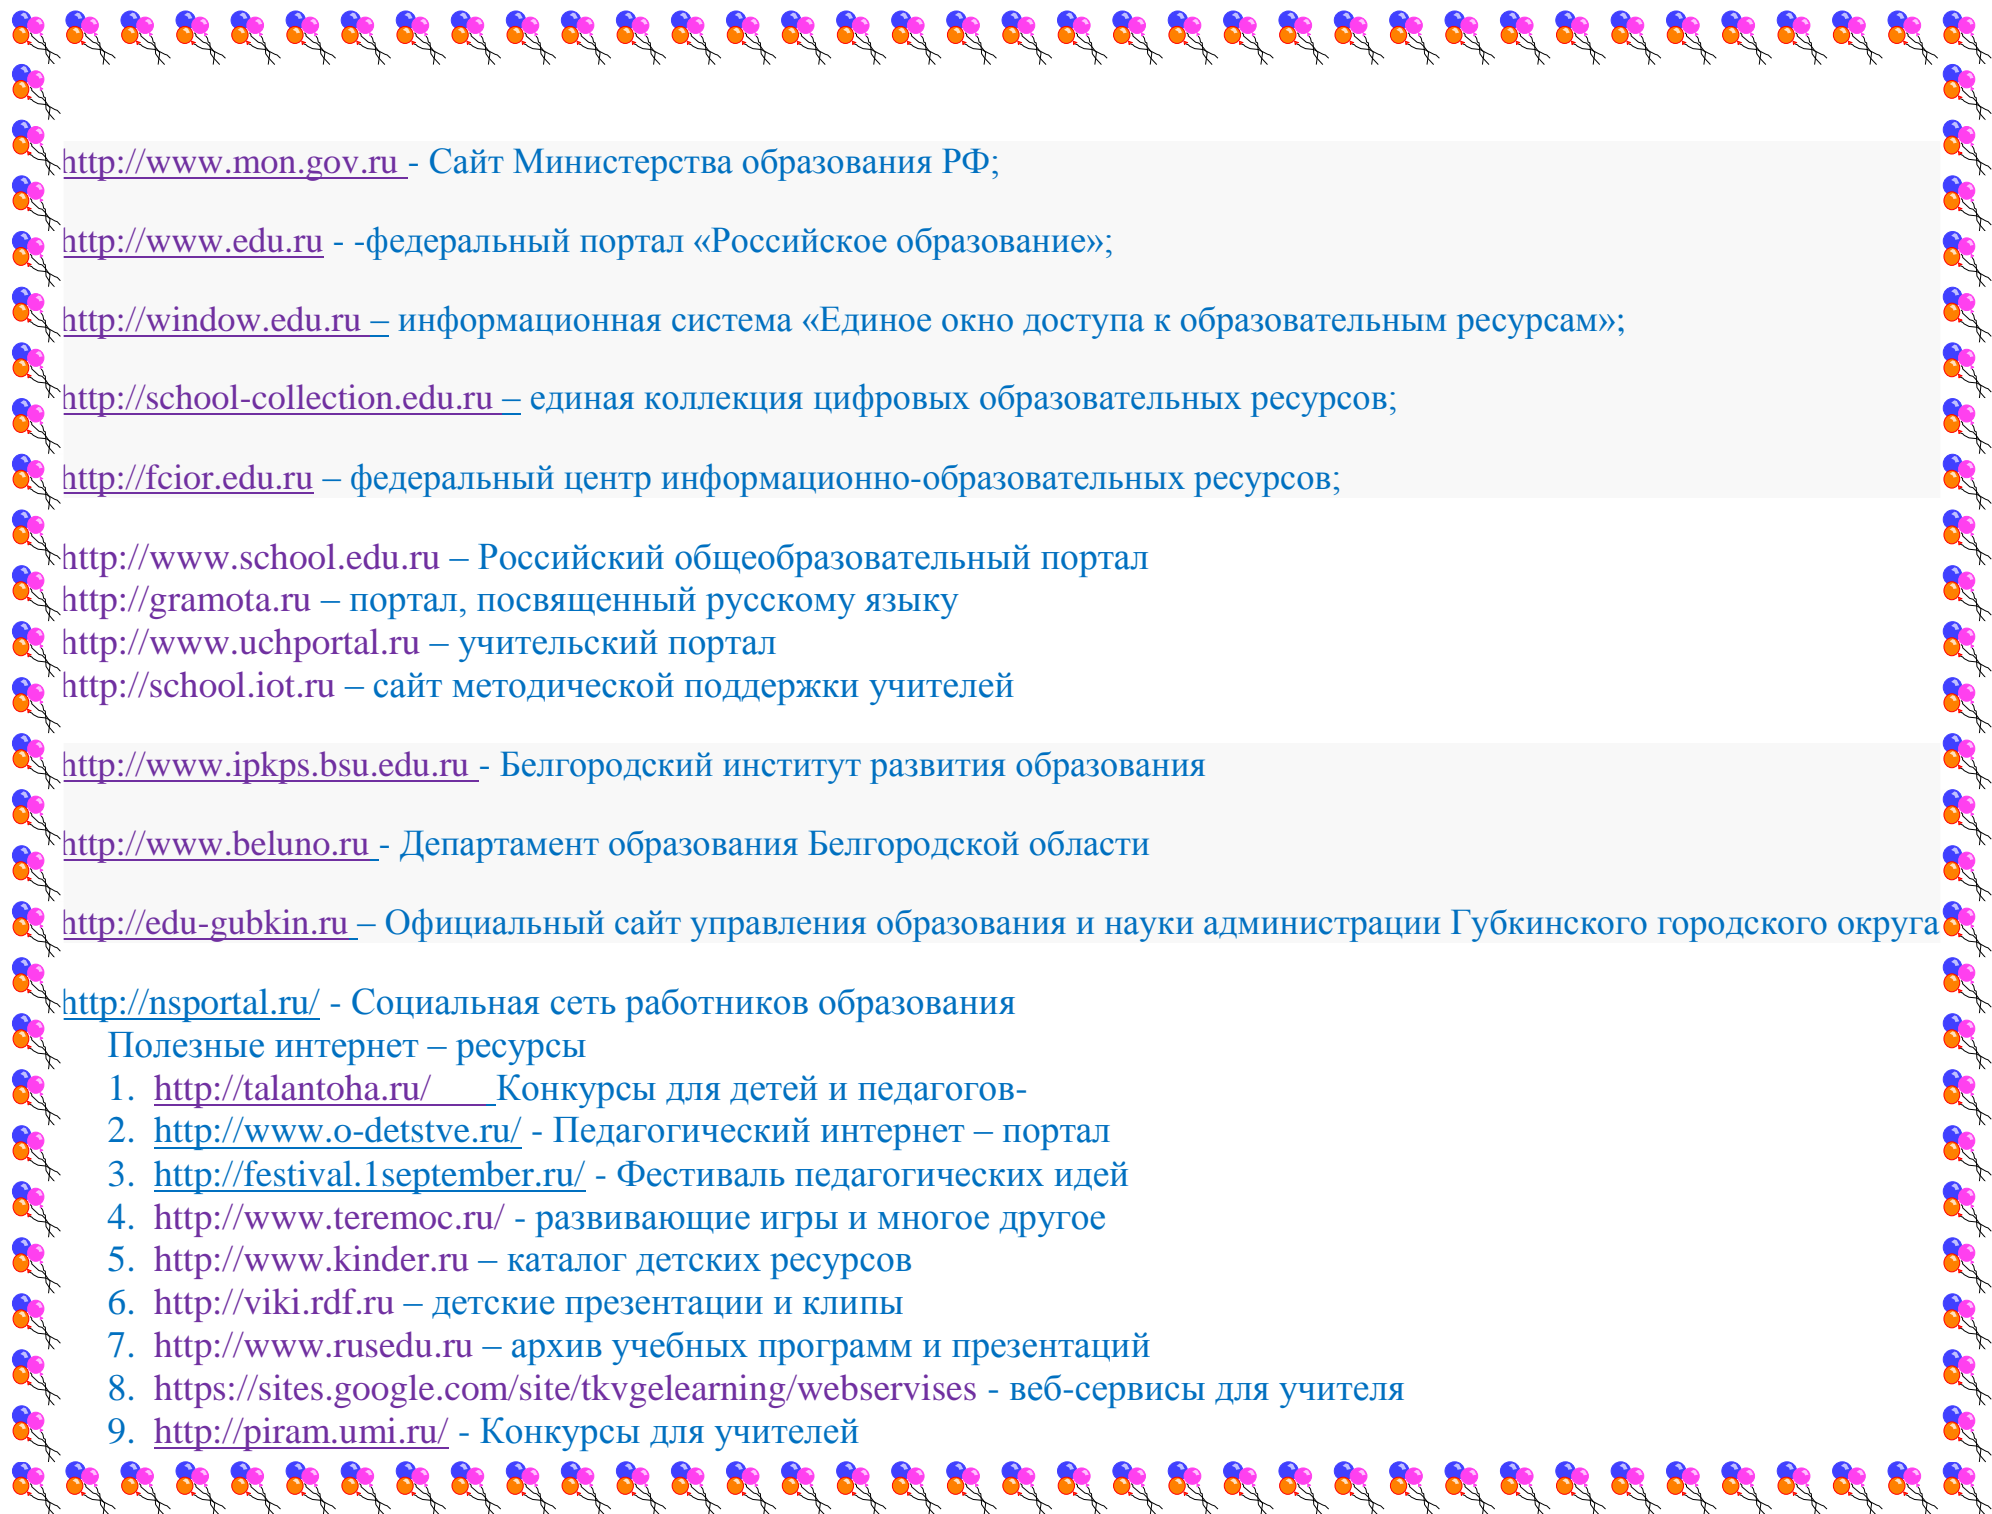 http://www.mon.gov.ru - Сайт Министерства образования РФ;
http://www.edu.ru - -федеральный портал «Российское образование»;
http://window.edu.ru – информационная система «Единое окно доступа к образовательным ресурсам»;
http://school-collection.edu.ru – единая коллекция цифровых образовательных ресурсов;
http://fcior.edu.ru – федеральный центр информационно-образовательных ресурсов;
http://www.school.edu.ru – Российский общеобразовательный портал
http://gramota.ru – портал, посвященный русскому языку
http://www.uchportal.ru – учительский портал
http://school.iot.ru – сайт методической поддержки учителей
http://www.ipkps.bsu.edu.ru - Белгородский институт развития образования
http://www.beluno.ru - Департамент образования Белгородской области
http://edu-gubkin.ru – Официальный сайт управления образования и науки администрации Губкинского городского округа
http://nsportal.ru/ - Социальная сеть работников образования
Полезные интернет – ресурсы
1. http://talantoha.ru/ Конкурсы для детей и педагогов-
2. http://www.o-detstve.ru/ - Педагогический интернет – портал
3. http://festival.1september.ru/ - Фестиваль педагогических идей
4. http://www.teremoc.ru/ - развивающие игры и многое другое
5. http://www.kinder.ru – каталог детских ресурсов
6. http://viki.rdf.ru – детские презентации и клипы
7. http://www.rusedu.ru – архив учебных программ и презентаций
8. https://sites.google.com/site/tkvgelearning/webservises - веб-сервисы для учителя
9. http://piram.umi.ru/ - Конкурсы для учителей